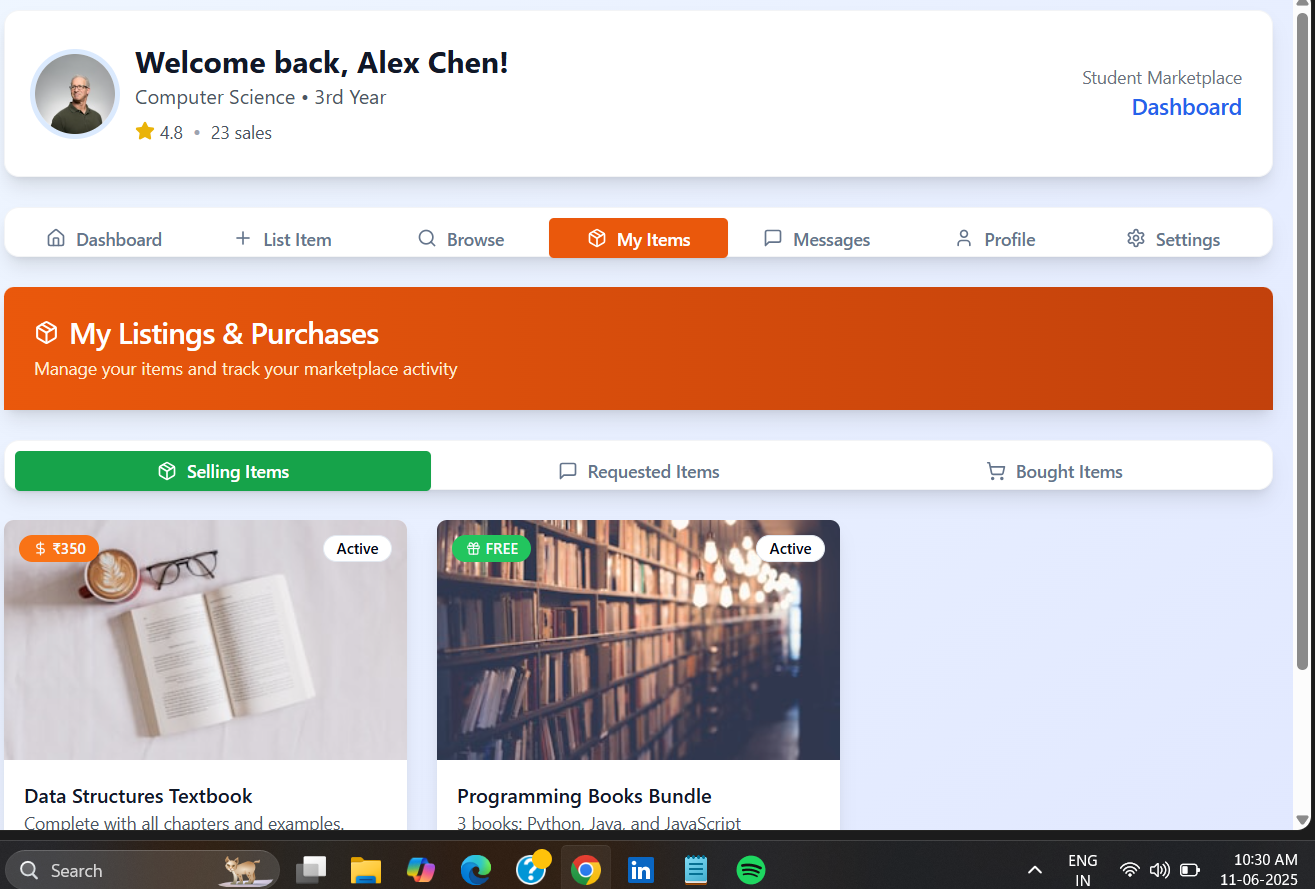 Welcome back, Alex Chen!
Computer Science • 3rd Year
4.8 • 23 sales
Student Marketplace
Dashboard
Dashboard
List Item
Browse
My Items
Messages
Profile
Settings
My Listings & Purchases
Manage your items and track your marketplace activity
Selling Items
Requested Items
Bought Items
$ ₹350
Active
FREE
Active
Data Structures Textbook
Complete with all chapters and examples.
Programming Books Bundle
3 books: Python, Java, and JavaScript
Search
ENG
IN
10:30 AM
11-06-2025